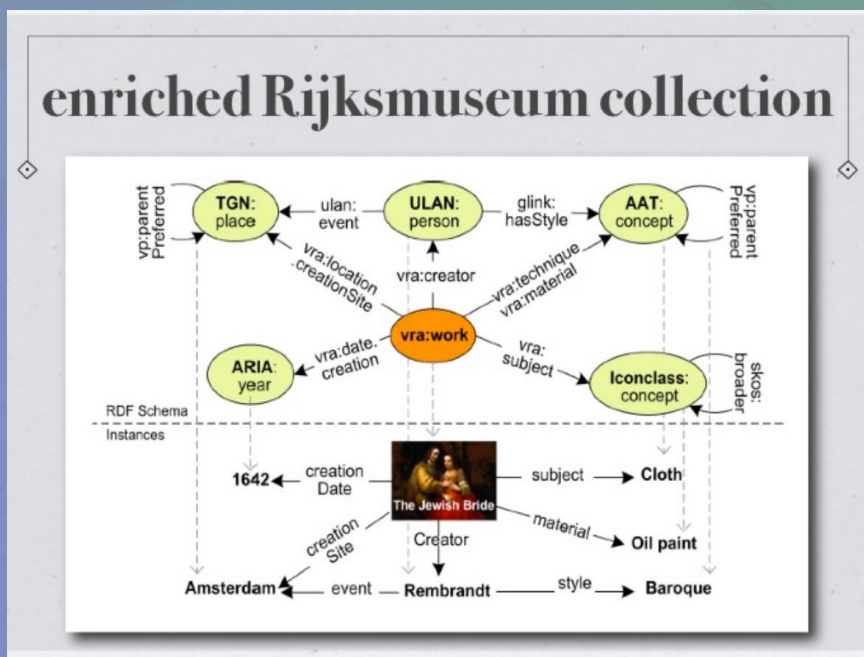 enriched Rijksmuseum collection
vp:parent
Preferred
TGN:
place
ulan:
event
ULAN:
person
glink:
hasStyle
AAT:
concept
vp:parent
Preferred
vra:location
.creationSite
vra:creator
vra:technique
vra:material
vra:work
ARIA:
year
vra:date.
creation
vra:
subject
Iconclass:
concept
skos:
broader
RDF Schema
Instances
1642
creation
Date
The Jewish Bride
subject
Cloth
creation
Site
Creator
material
Oil paint
Amsterdam
event
Rembrandt
style
Baroque